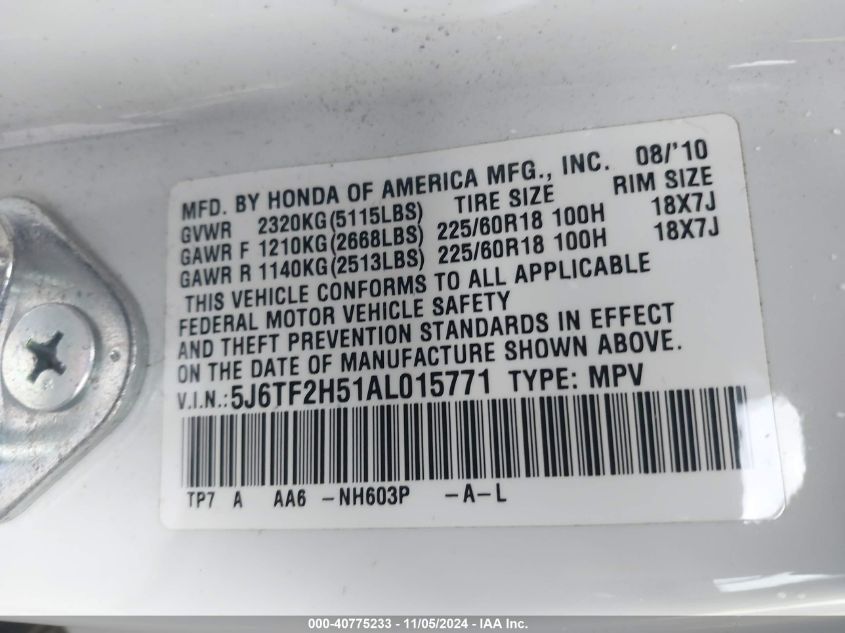 MFD. BY HONDA OF AMERICA MFG., INC. 08/'10
GVWR 2320KG(5115LBS) TIRE SIZE RIM SIZE
GAWR F 1210KG(2668LBS) 225/60R18 100H 18X7J
GAWR R 1140KG(2513LBS) 225/60R18 100H 18X7J
THIS VEHICLE CONFORMS TO ALL APPLICABLE
FEDERAL MOTOR VEHICLE SAFETY
AND THEFT PREVENTION STANDARDS IN EFFECT
ON THE DATE OF MANUFACTURE SHOWN ABOVE.
V.I.N.:5J6TF2H51AL015771 TYPE: MPV
TP7 A AA6 -NH603P -A-L
000-40775233 - 11/05/2024 - IAA Inc.